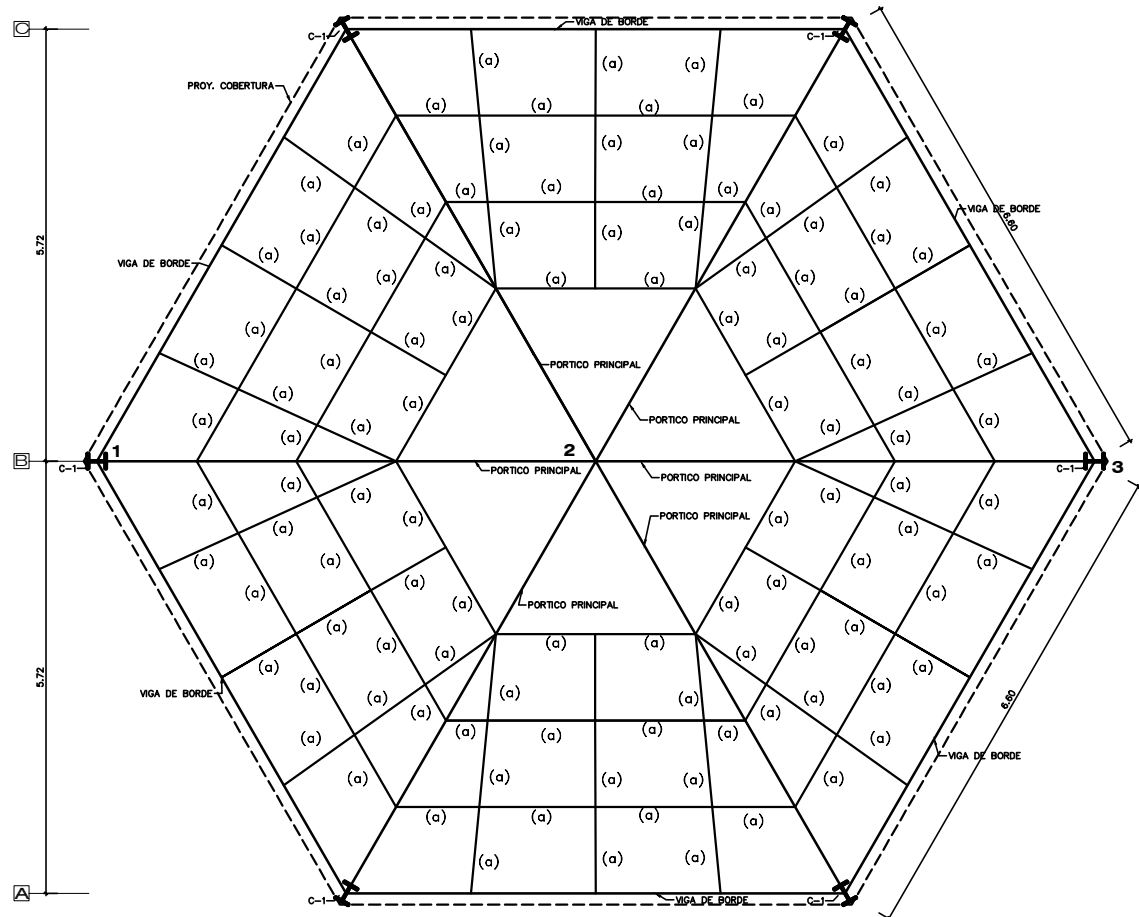 C
C-1
VIGA DE BORDE
C-1
(a) (a) (a)
PROY. COBERTURA
(a) (a) (a) (a)
(a) (a) (a) (a) (a)
(a) (a) (a) (a) (a) (a)
(a) (a) VIGA DE BORDE
6.60
(a) (a) (a) (a) (a)
(a) (a)
5.72
(a) (a)
VIGA DE BORDE
(a) (a)
(a) (a) (a) (a)
(a) (a)
(a) (a)
(a) (a)
(a) (a)
(a) (a) PORTICO PRINCIPAL (a) (a)
(a) (a)
(a) (a)
(a) PORTICO PRINCIPAL (a)
(a) (a)
1 2
B
C-1 PORTICO PRINCIPAL PORTICO PRINCIPAL C-1 3
(a) (a)
(a) (a)
PORTICO PRINCIPAL
(a) (a)
(a) (a)
(a) (a) (a) (a)
(a) (a)
(a) (a)
PORTICO PRINCIPAL
(a) (a)
(a) (a)
(a) (a) (a) (a)
(a) (a)
5.72
(a) (a)
(a) (a)
VIGA DE BORDE
(a) (a) (a) (a)
6.60
(a) (a)
(a) (a) (a) (a) (a) (a)
VIGA DE BORDE
(a) (a) (a) (a) (a)
(a) (a) (a) (a)
(a) (a) (a)
A
C-1
VIGA DE BORDE
C-1